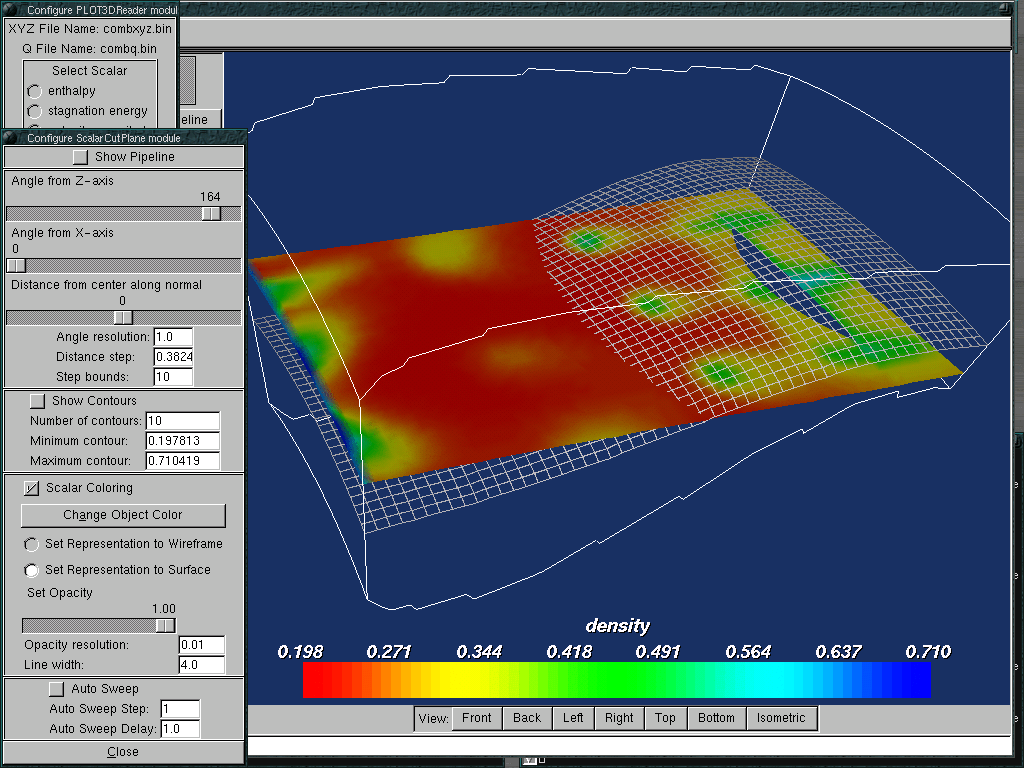 Configure PLOT3DReader modul
XYZ File Name: combxyz.bin
Q File Name: combq.bin
Select Scalar
enthalpy
stagnation energy
eline
Configure ScalarCutPlane module
Show Pipeline
Angle from Z-axis
164
Angle from X-axis
0
Distance from center along normal
0
Angle resolution: 1.0
Distance step: 0.3824
Step bounds: 10
Show Contours
Number of contours: 10
Minimum contour: 0.197813
Maximum contour: 0.710419
Scalar Coloring
Change Object Color
Set Representation to Wireframe
Set Representation to Surface
Set Opacity
1.00
Opacity resolution: 0.01
Line width: 4.0
Auto Sweep
Auto Sweep Step: 1
Auto Sweep Delay: 1.0
Close
density
0.198 0.271 0.344 0.418 0.491 0.564 0.637 0.710
View: Front Back Left Right Top Bottom Isometric